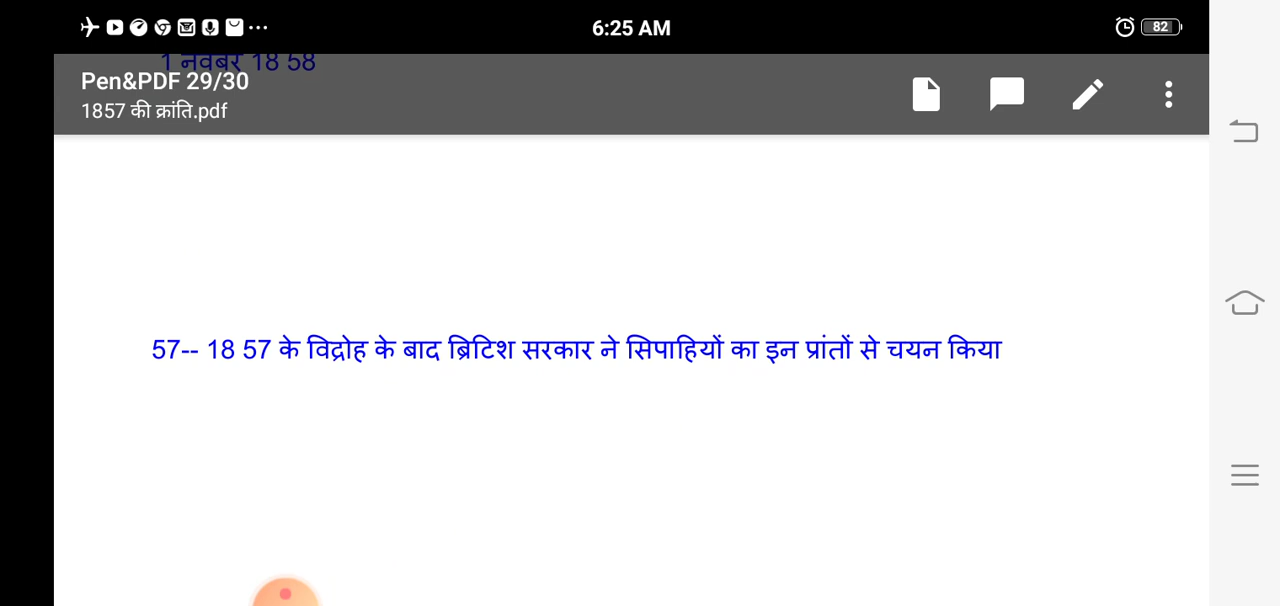 6:25 AM
82
1 नवंबर 18 58
Pen&PDF 29/30
1857 की क्रांति.pdf
57-- 18 57 के विद्रोह के बाद ब्रिटिश सरकार ने सिपाहियों का इन प्रांतों से चयन किया